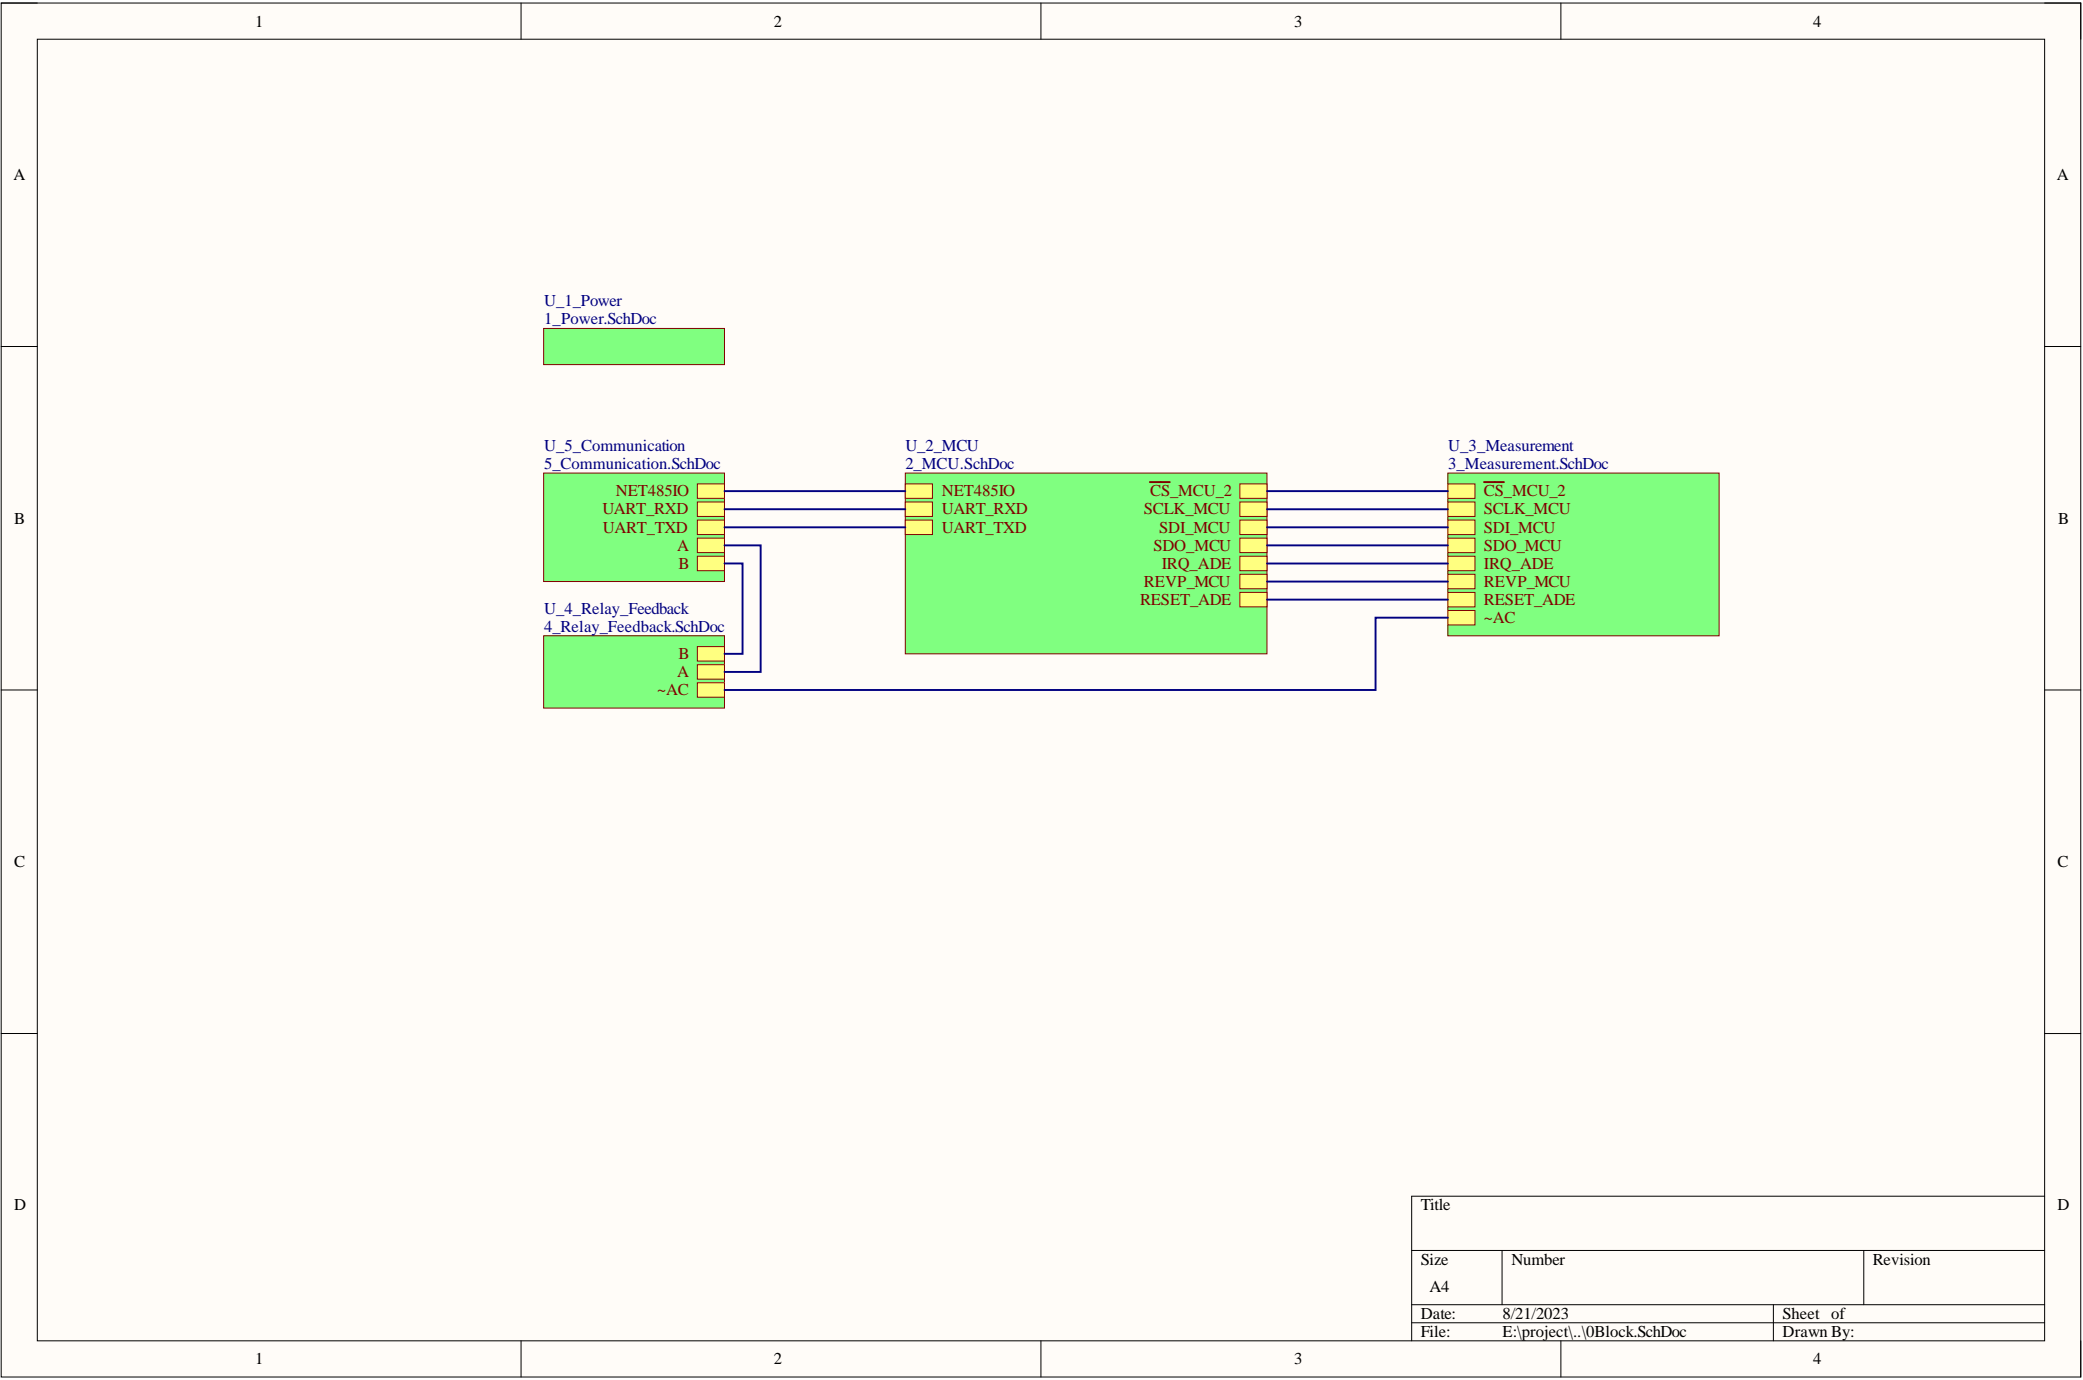 1 2 3 4
A A
U_1_Power
1_Power.SchDoc
U_5_Communication
5_Communication.SchDoc
NET485IO
UART_RXD
UART_TXD
A
B
U_4_Relay_Feedback
4_Relay_Feedback.SchDoc
B
A
~AC
U_2_MCU
2_MCU.SchDoc
NET485IO
UART_RXD
UART_TXD
CS_MCU_2
SCLK_MCU
SDI_MCU
SDO_MCU
IRQ_ADE
REVP_MCU
RESET_ADE
U_3_Measurement
3_Measurement.SchDoc
CS_MCU_2
SCLK_MCU
SDI_MCU
SDO_MCU
IRQ_ADE
REVP_MCU
RESET_ADE
~AC
B B
C C
D D
Title
Size Number Revision
A4
Date: 8/21/2023 Sheet of
File: E:\project\..\0Block.SchDoc Drawn By:
1 2 3 4